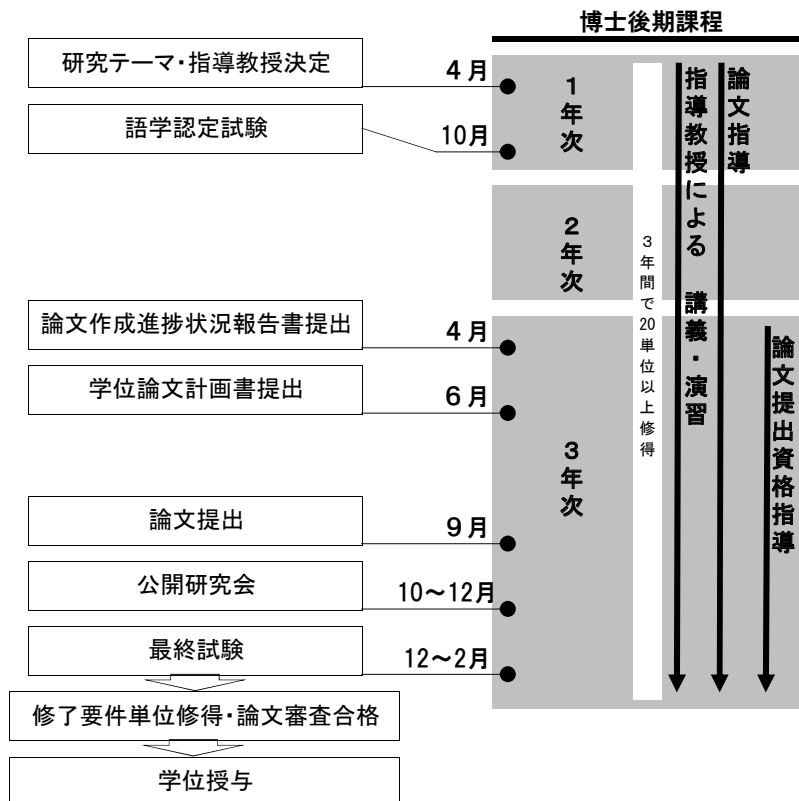 博士後期課程
研究テーマ・指導教授決定
4月
語学認定試験
10月
1年次
2年次
論文作成進捗状況報告書提出
4月
学位論文計画書提出
6月
3年次
論文提出
9月
公開研究会
10～12月
最終試験
12～2月
修了要件単位修得・論文審査合格
学位授与
3年間で20単位以上修得
指導教授による 講義・演習
論文指導
論文提出資格指導